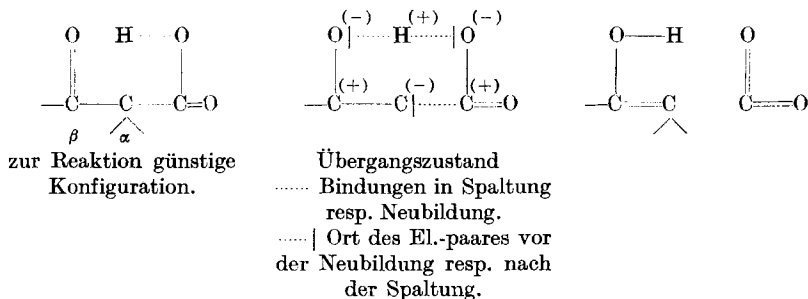 O H O
C C C=O
β α
zur Reaktion günstige
Konfiguration.
(-) (+) (-)
O H O
(+) (-) (+)
C C C O
Übergangszustand
Bindungen in Spaltung
resp. Neubildung.
Ort des El.-paares vor
der Neubildung resp. nach
der Spaltung.
O H O
C C C O